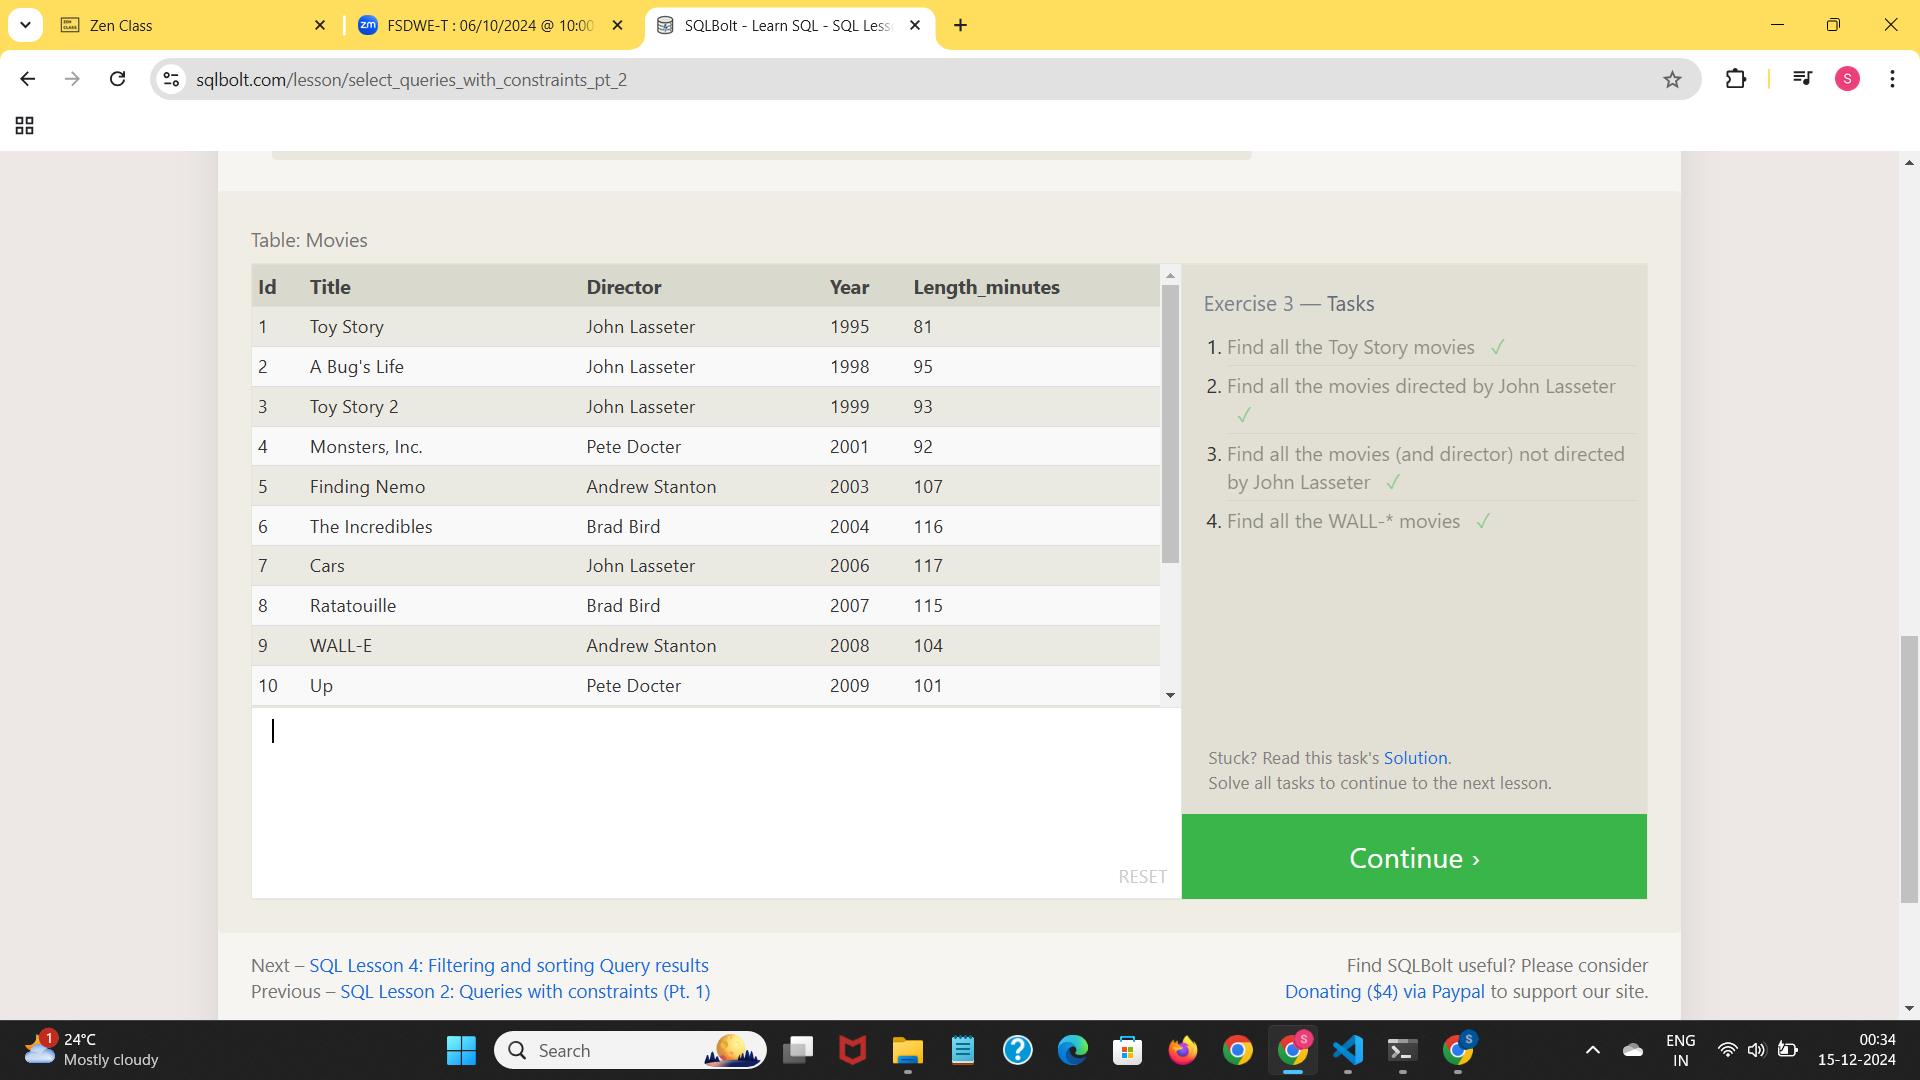 Zen Class
FSDWE-T : 06/10/2024 @ 10:00
SQLBolt - Learn SQL - SQL Less
sqlbolt.com/lesson/select_queries_with_constraints_pt_2
S
Table: Movies
Id Title Director Year Length_minutes
1 Toy Story John Lasseter 1995 81
2 A Bug's Life John Lasseter 1998 95
3 Toy Story 2 John Lasseter 1999 93
4 Monsters, Inc. Pete Docter 2001 92
5 Finding Nemo Andrew Stanton 2003 107
6 The Incredibles Brad Bird 2004 116
7 Cars John Lasseter 2006 117
8 Ratatouille Brad Bird 2007 115
9 WALL-E Andrew Stanton 2008 104
10 Up Pete Docter 2009 101
RESET
Exercise 3 — Tasks
1. Find all the Toy Story movies ✓
2. Find all the movies directed by John Lasseter
✓
3. Find all the movies (and director) not directed
by John Lasseter ✓
4. Find all the WALL-* movies ✓
Stuck? Read this task's Solution.
Solve all tasks to continue to the next lesson.
Continue ›
Next – SQL Lesson 4: Filtering and sorting Query results
Previous – SQL Lesson 2: Queries with constraints (Pt. 1)
Find SQLBolt useful? Please consider
Donating ($4) via Paypal to support our site.
1
24°C
Mostly cloudy
Search
S
S
ENG
IN
00:34
15-12-2024